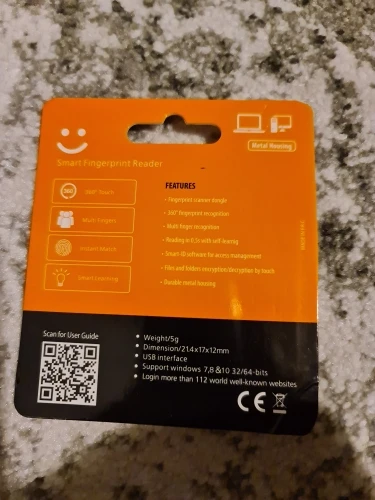 Smart Fingerprint Reader
Metal Housing
360
360° Touch
Multi Fingers
Instant Match
Smart Learning
FEATURES
• Fingerprint scanner dongle
• 360° fingerprint recognition
• Multi finger recognition
• Reading in 0.5s with self-learing
• Smart-ID software for access management
• Files and folders encryption/decryption by touch
• Durable metal housing
Scan for User Guide
• Weight/5g
• Dimension/21.4x17x12mm
• USB interface
• Support windows 7,8 &10 32/64-bits
• Login more than 112 world well-known websites
CE